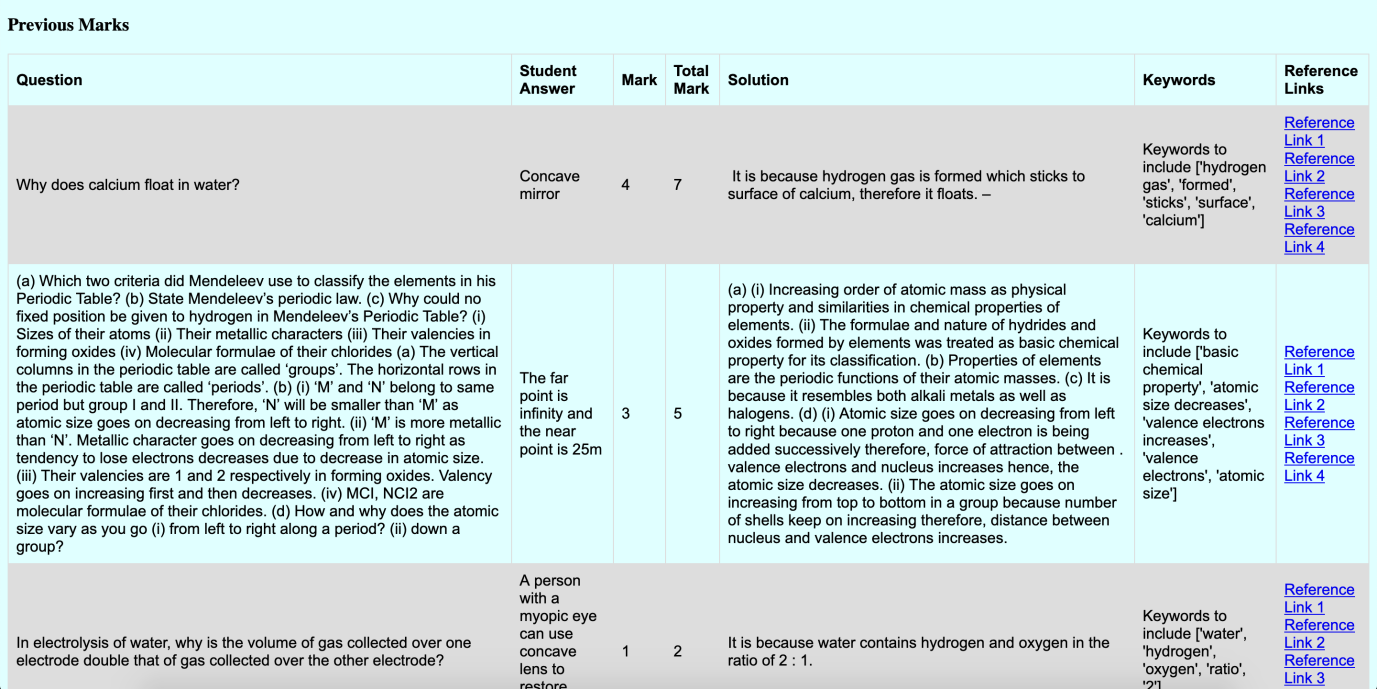 Previous Marks
Question
Student
Answer
Mark
Total
Mark
Solution
Keywords
Reference
Links
Why does calcium float in water?
Concave
mirror
4
7
It is because hydrogen gas is formed which sticks to
surface of calcium, therefore it floats. –
Keywords to
include ['hydrogen
gas', 'formed',
'sticks', 'surface',
'calcium']
Reference
Link 1
Reference
Link 2
Reference
Link 3
Reference
Link 4
(a) Which two criteria did Mendeleev use to classify the elements in his
Periodic Table? (b) State Mendeleev’s periodic law. (c) Why could no
fixed position be given to hydrogen in Mendeleev’s Periodic Table? (i)
Sizes of their atoms (ii) Their metallic characters (iii) Their valencies in
forming oxides (iv) Molecular formulae of their chlorides (a) The vertical
columns in the periodic table are called ‘groups’. The horizontal rows in
the periodic table are called ‘periods’. (b) (i) ‘M’ and ‘N’ belong to same
period but group I and II. Therefore, ‘N’ will be smaller than ‘M’ as
atomic size goes on decreasing from left to right. (ii) ‘M’ is more metallic
than ‘N’. Metallic character goes on decreasing from left to right as
tendency to lose electrons decreases due to decrease in atomic size.
(iii) Their valencies are 1 and 2 respectively in forming oxides. Valency
goes on increasing first and then decreases. (iv) MCI, NCI2 are
molecular formulae of their chlorides. (d) How and why does the atomic
size vary as you go (i) from left to right along a period? (ii) down a
group?
The far
point is
infinity and
the near
point is 25m
3
5
(a) (i) Increasing order of atomic mass as physical
property and similarities in chemical properties of
elements. (ii) The formulae and nature of hydrides and
oxides formed by elements was treated as basic chemical
property for its classification. (b) Properties of elements
are the periodic functions of their atomic masses. (c) It is
because it resembles both alkali metals as well as
halogens. (d) (i) Atomic size goes on decreasing from left
to right because one proton and one electron is being
added successively therefore, force of attraction between .
valence electrons and nucleus increases hence, the
atomic size decreases. (ii) The atomic size goes on
increasing from top to bottom in a group because number
of shells keep on increasing therefore, distance between
nucleus and valence electrons increases.
Keywords to
include ['basic
chemical
property', 'atomic
size decreases',
'valence electrons
increases',
'valence
electrons', 'atomic
size']
Reference
Link 1
Reference
Link 2
Reference
Link 3
Reference
Link 4
In electrolysis of water, why is the volume of gas collected over one
electrode double that of gas collected over the other electrode?
A person
with a
myopic eye
can use
concave
lens to
restore
1
2
It is because water contains hydrogen and oxygen in the
ratio of 2 : 1.
Keywords to
include ['water',
'hydrogen',
'oxygen', 'ratio',
'2']
Reference
Link 1
Reference
Link 2
Reference
Link 3